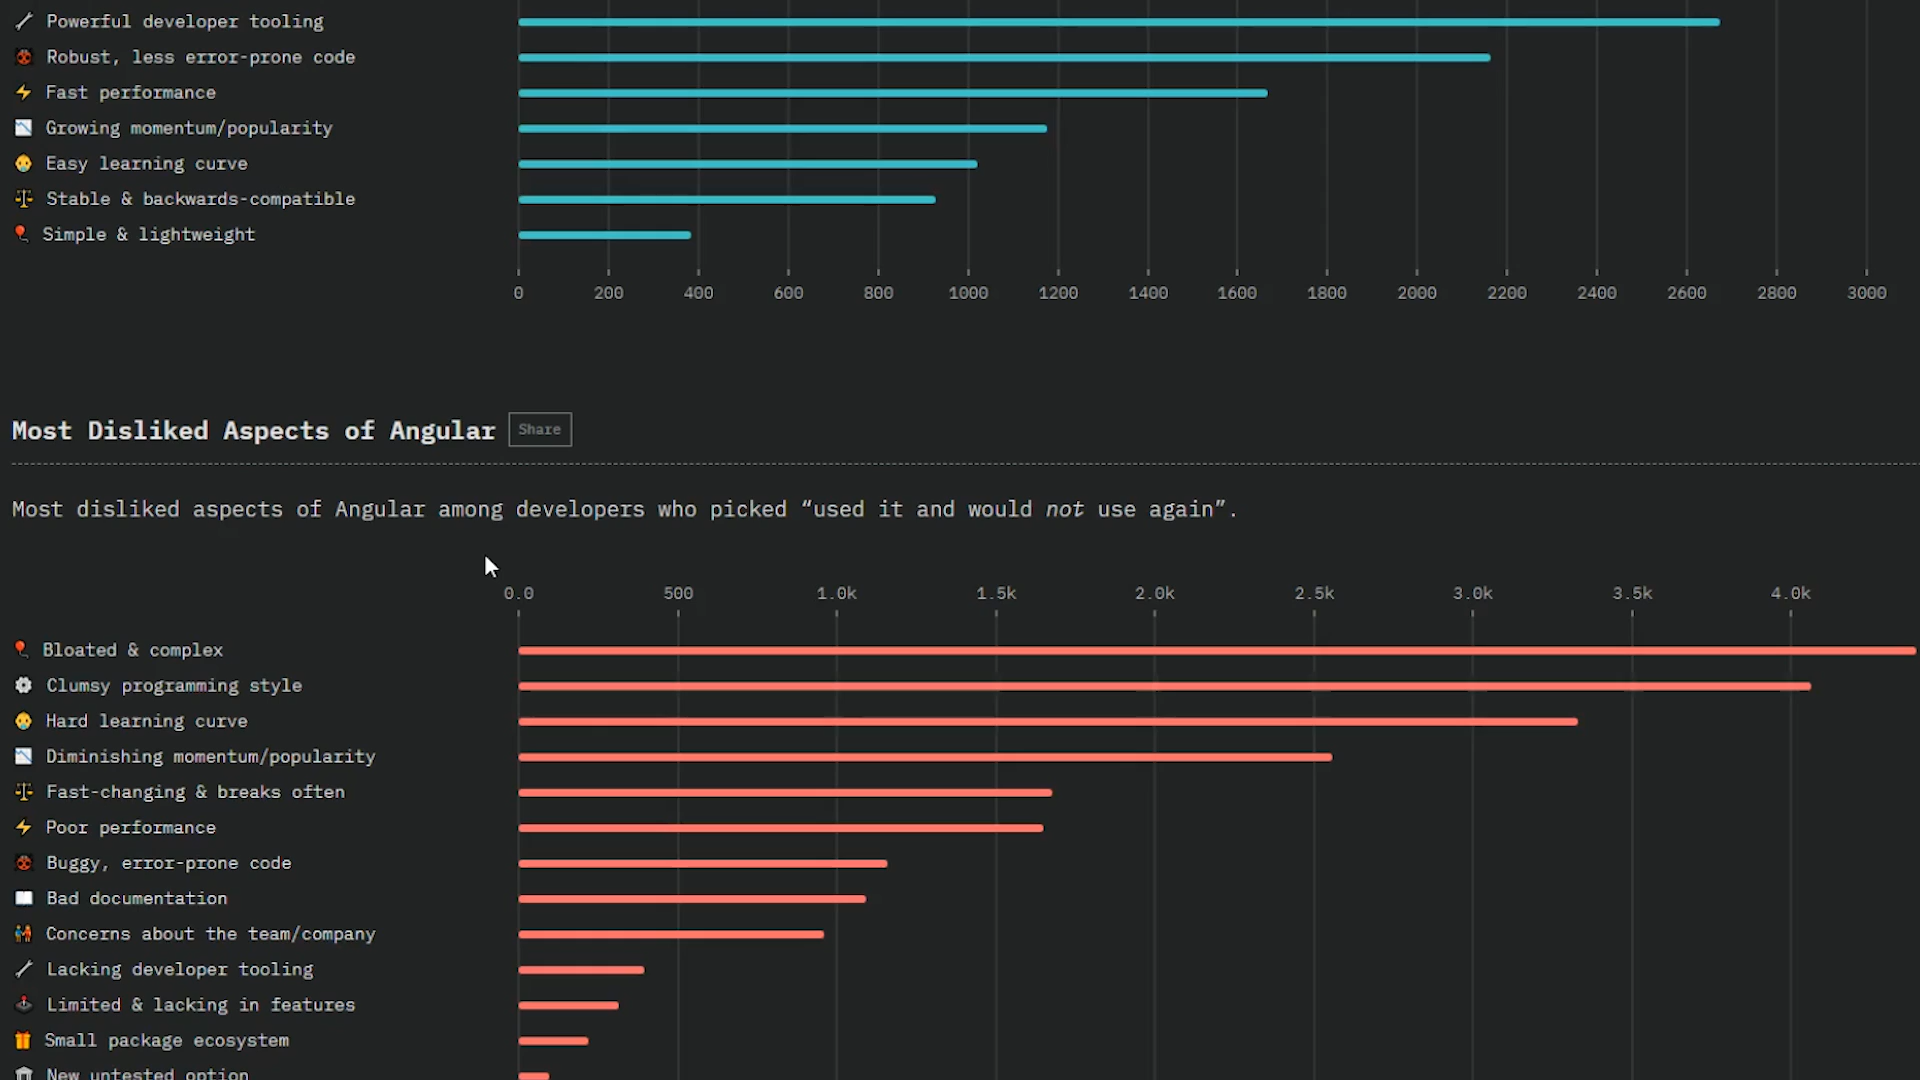 Powerful developer tooling
Robust, less error-prone code
Fast performance
Growing momentum/popularity
Easy learning curve
Stable & backwards-compatible
Simple & lightweight
0 200 400 600 800 1000 1200 1400 1600 1800 2000 2200 2400 2600 2800 3000
Most Disliked Aspects of Angular Share
Most disliked aspects of Angular among developers who picked “used it and would not use again”.
0.0 500 1.0k 1.5k 2.0k 2.5k 3.0k 3.5k 4.0k
Bloated & complex
Clumsy programming style
Hard learning curve
Diminishing momentum/popularity
Fast-changing & breaks often
Poor performance
Buggy, error-prone code
Bad documentation
Concerns about the team/company
Lacking developer tooling
Limited & lacking in features
Small package ecosystem
New untested option